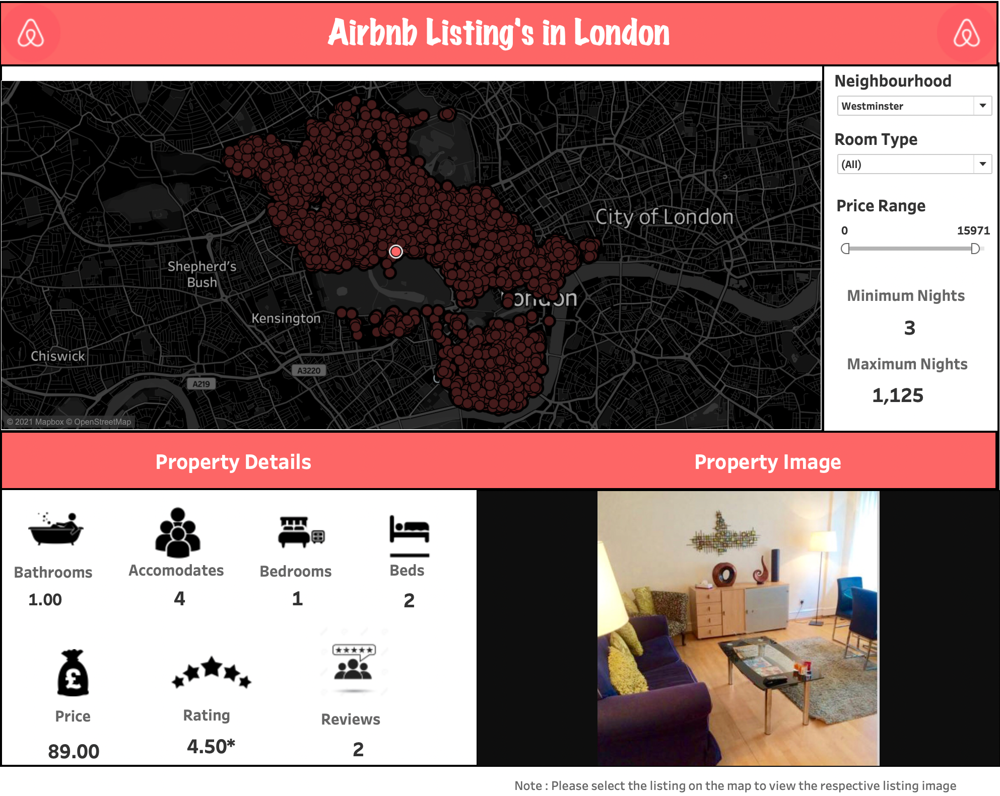 Airbnb Listing's in London
Neighbourhood
Westminster
Room Type
(All)
Price Range
0 15971
Minimum Nights
3
Maximum Nights
1,125
City of London
Shepherd's
Bush
Kensington
Chiswick
A3220
A219
© 2021 Mapbox © OpenStreetMap
Property Details
Property Image
Bathrooms
1.00
Accomodates
4
Bedrooms
1
Beds
2
£
Price
89.00
Rating
4.50*
Reviews
2
Note : Please select the listing on the map to view the respective listing image